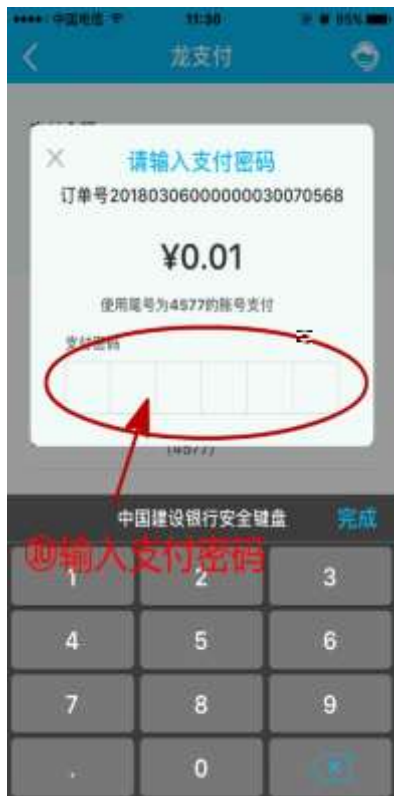 中国电信
11:30
95%
龙支付
请输入支付密码
订单号20180306000000030070568
¥0.01
使用尾号为4577的账号支付
支付密码
(4577)
中国建设银行安全键盘
完成
⑩输入支付密码
1
2
3
4
5
6
7
8
9
.
0